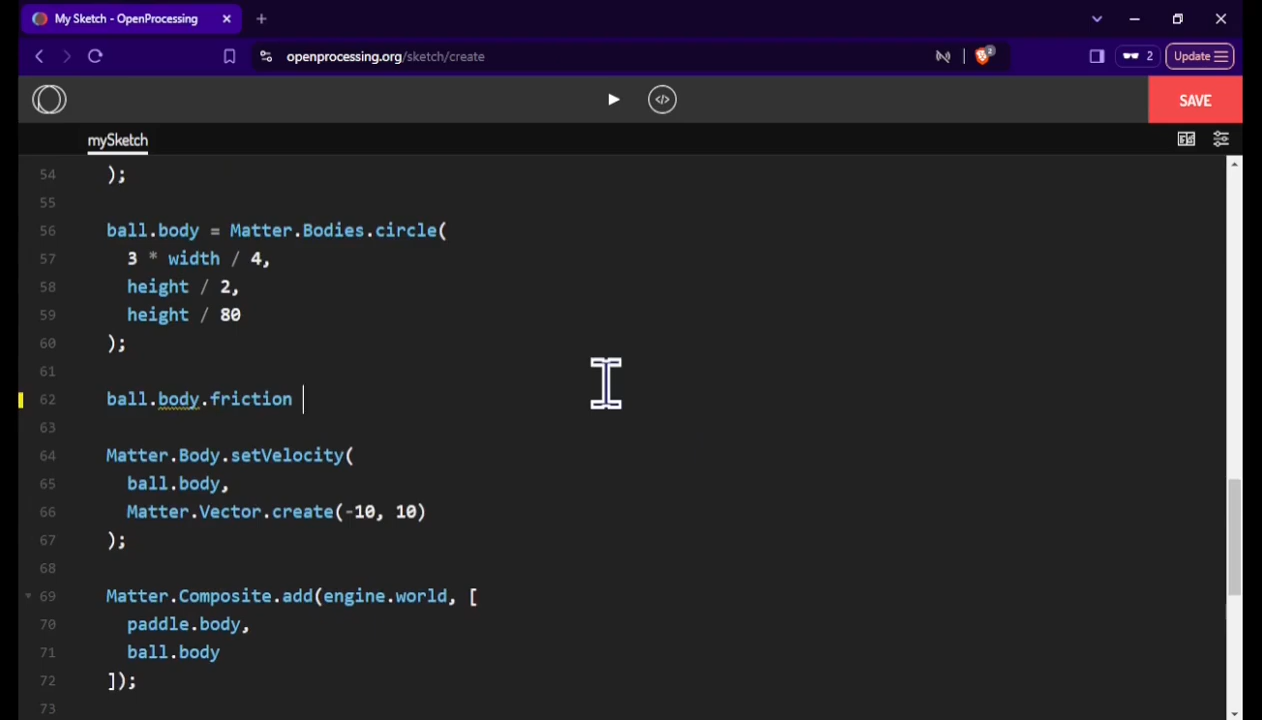 My Sketch - OpenProcessing
openprocessing.org/sketch/create
2
2
Update
</>
SAVE
mySketch
54 );
55
56 ball.body = Matter.Bodies.circle(
57 3 * width / 4,
58 height / 2,
59 height / 80
60 );
61
62 ball.body.friction
63
64 Matter.Body.setVelocity(
65 ball.body,
66 Matter.Vector.create(-10, 10)
67 );
68
69 Matter.Composite.add(engine.world, [
70 paddle.body,
71 ball.body
72 ]);
73